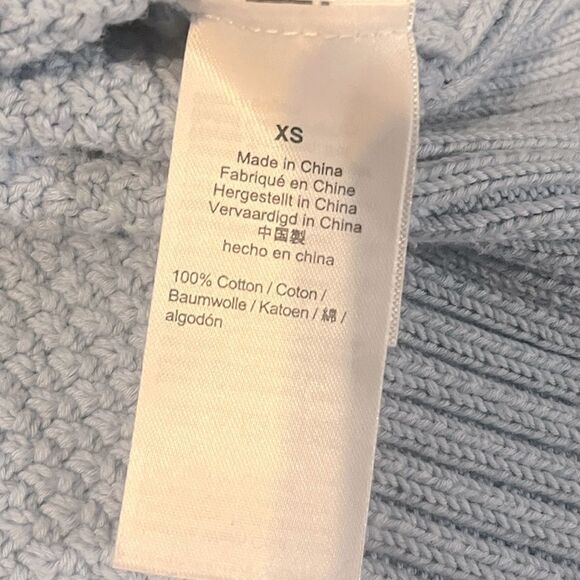 XS
Made in China
Fabriqué en Chine
Hergestellt in China
Vervaardigd in China
中国製
hecho en china
100% Cotton / Coton /
Baumwolle / Katoen / 綿 /
algodón